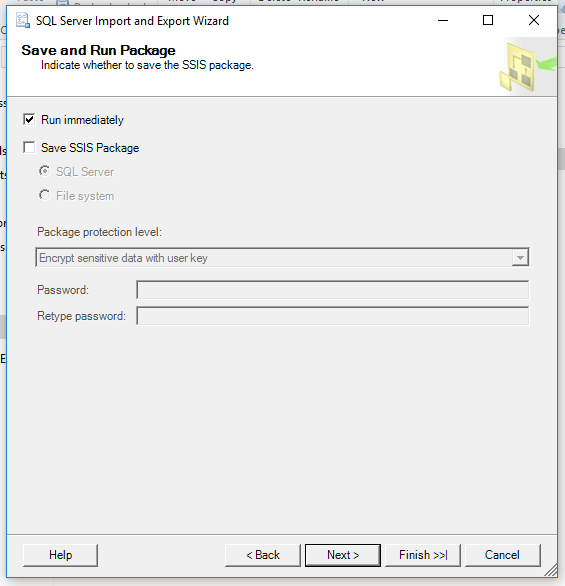 SQL Server Import and Export Wizard
Save and Run Package
Indicate whether to save the SSIS package.
Run immediately
Save SSIS Package
SQL Server
File system
Package protection level:
Encrypt sensitive data with user key
Password:
Retype password:
Help
< Back
Next >
Finish >>|
Cancel